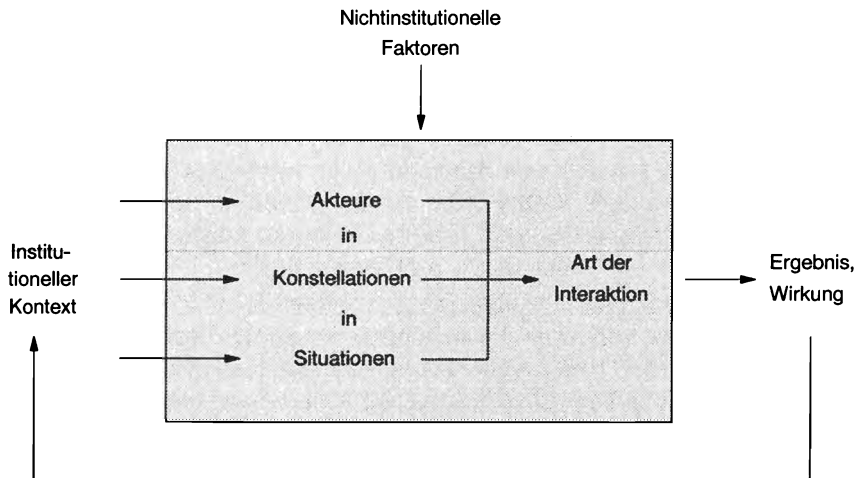 Nichtinstitutionelle
Faktoren
Akteure
in
Institu-
tioneller
Kontext
Konstellationen
in
Situationen
Art der
Interaktion
Ergebnis,
Wirkung